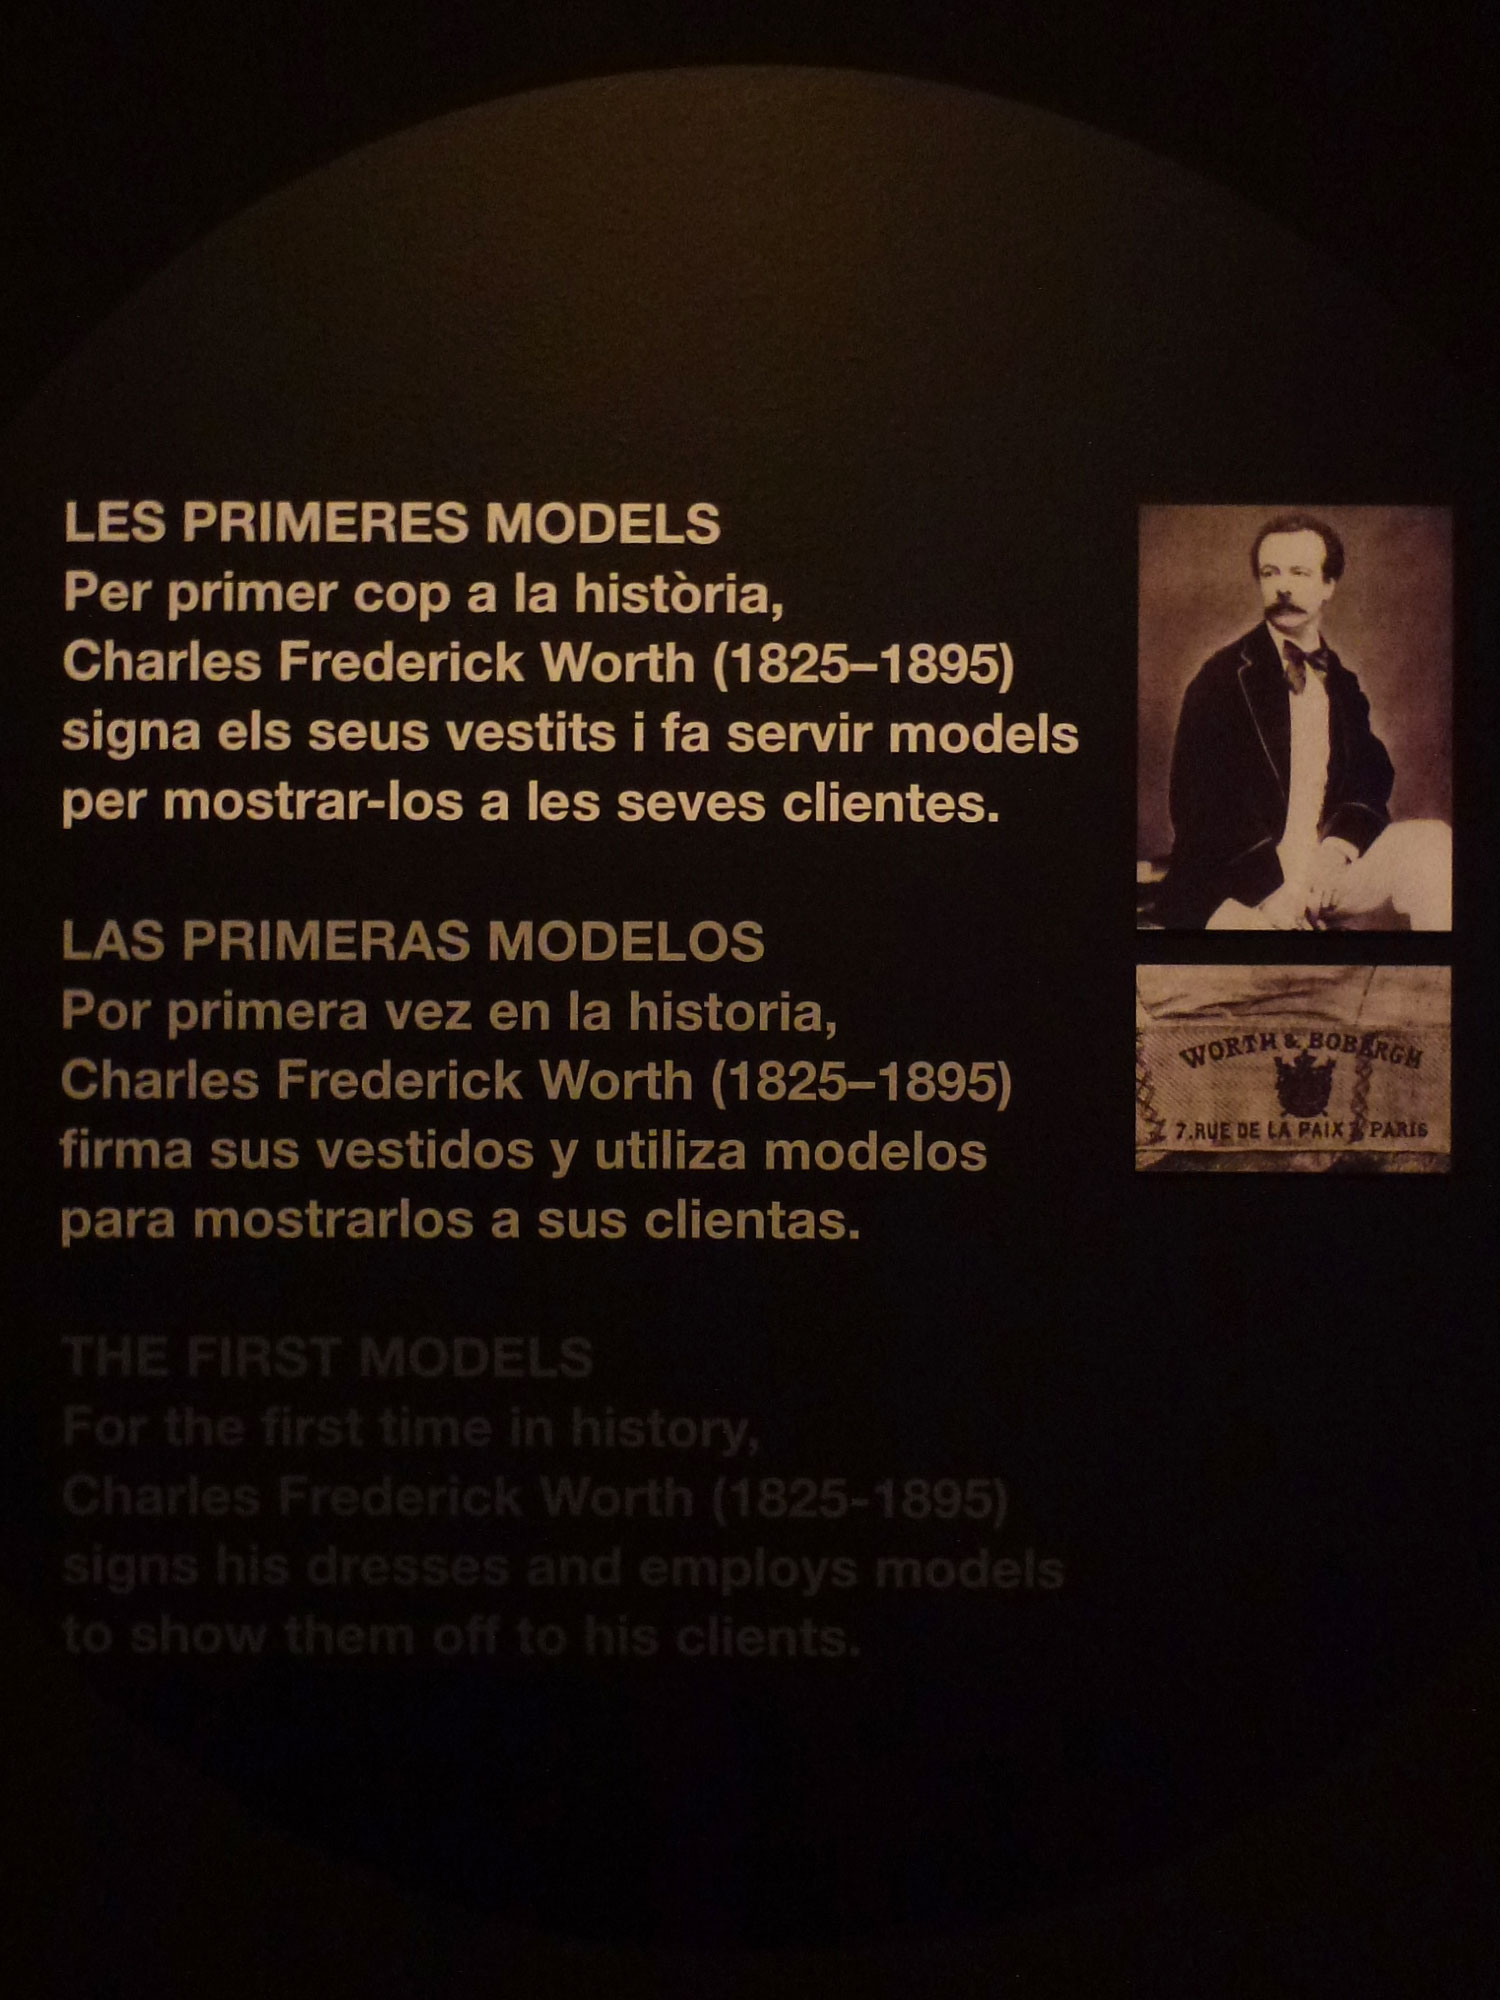 LES PRIMERES MODELS
Per primer cop a la història,
Charles Frederick Worth (1825–1895)
signa els seus vestits i fa servir models
per mostrar-los a les seves clientes.
LAS PRIMERAS MODELOS
Por primera vez en la historia,
Charles Frederick Worth (1825–1895)
firma sus vestidos y utiliza modelos
para mostrarlos a sus clientas.
THE FIRST MODELS
For the first time in history,
Charles Frederick Worth (1825-1895)
signs his dresses and employs models
to show them off to his clients.
WORTH & BOBERGH
7. RUE DE LA PAIX PARIS